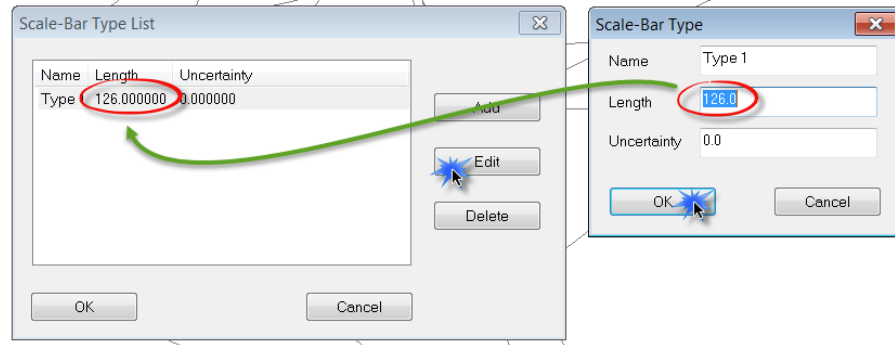 Scale-Bar Type List
Name Length Uncertainty
Type 1 126.000000 0.000000
Add
Edit
Delete
OK Cancel
Scale-Bar Type
Name Type 1
Length 126.0
Uncertainty 0.0
OK Cancel